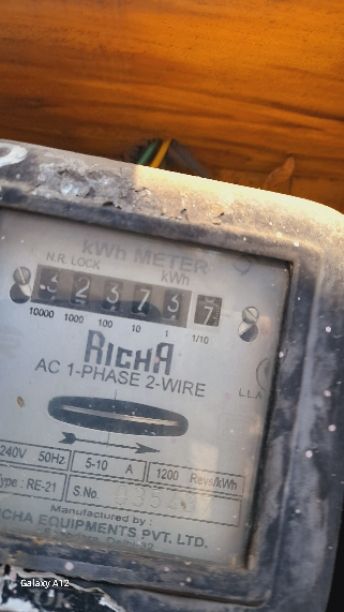 kWh METER
N.R. LOCK kWh
3 2 3 7 3 7
10000 1000 100 10 1 1/10
RICHA
AC 1-PHASE 2-WIRE
240V 50Hz 5-10 A 1200 Revs/kWh
Type : RE-21 S.No.
Manufactured by :
RICHA EQUIPMENTS PVT. LTD.
Galaxy A12